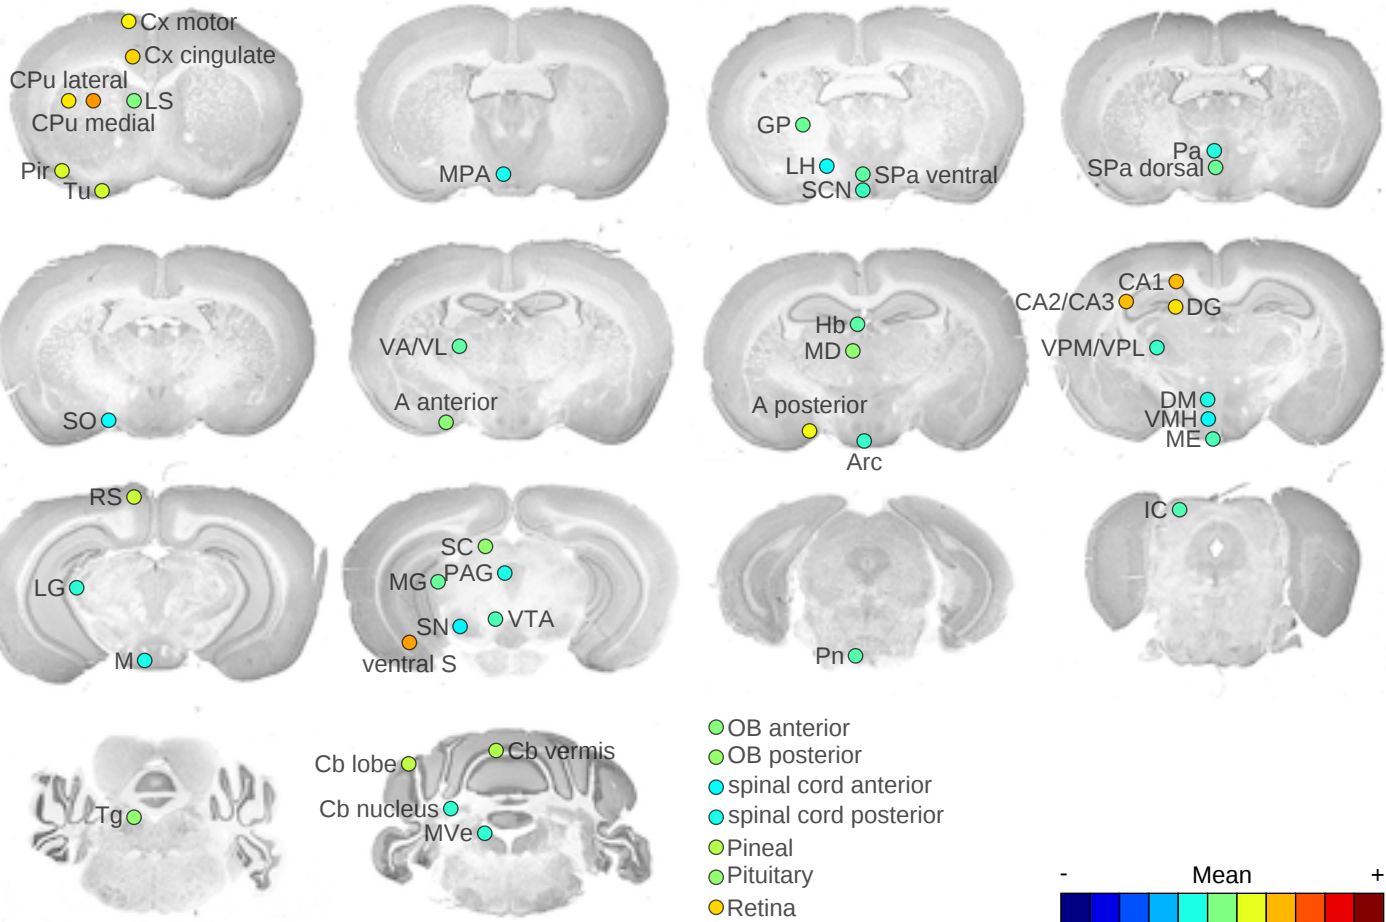 Cx motor
Cx cingulate
CPu lateral
LS
CPu medial
Pir
Tu
MPA
GP
LH
SPa ventral
SCN
Pa
SPa dorsal
SO
VA/VL
A anterior
Hb
MD
A posterior
Arc
CA1
CA2/CA3
DG
VPM/VPL
DM
VMH
ME
RS
LG
M
SC
MG
PAG
SN
VTA
ventral S
Pn
IC
Tg
Cb lobe
Cb vermis
Cb nucleus
MVe
OB anterior
OB posterior
spinal cord anterior
spinal cord posterior
Pineal
Pituitary
Retina
- Mean +